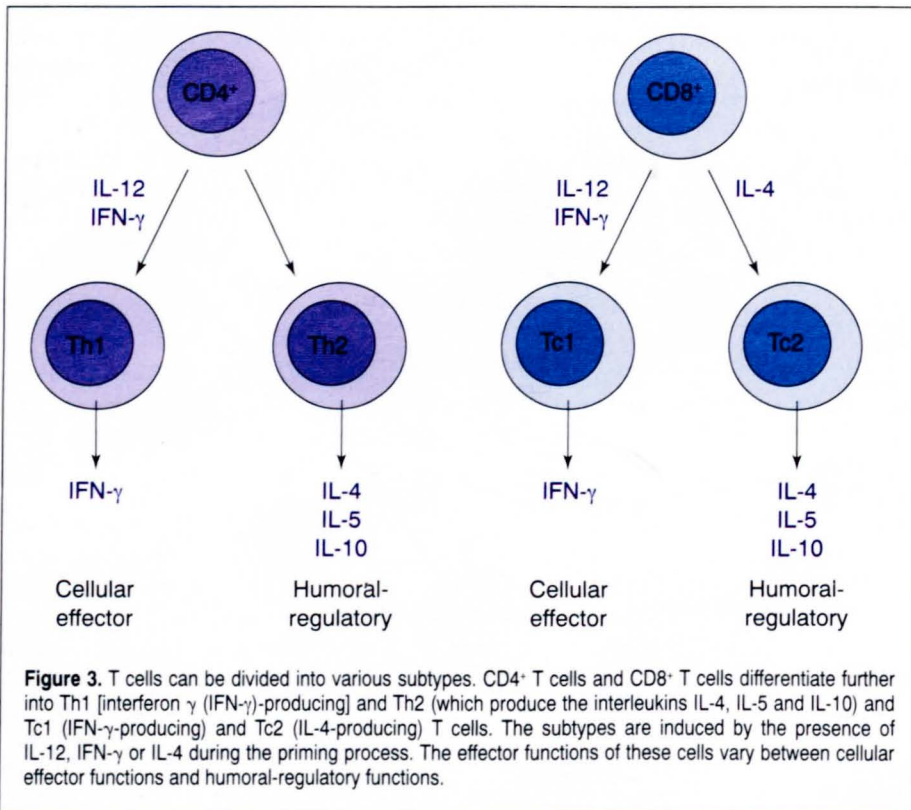 CD4⁺ CD8⁺
IL-12 IL-12 IL-4
IFN-γ IFN-γ
Th1 Th2 Tc1 Tc2
IFN-γ IL-4 IFN-γ IL-4
IL-5 IL-5
IL-10 IL-10
Cellular Humoral- Cellular Humoral-
effector regulatory effector regulatory
Figure 3. T cells can be divided into various subtypes. CD4⁺ T cells and CD8⁺ T cells differentiate further
into Th1 [interferon γ (IFN-γ)-producing] and Th2 (which produce the interleukins IL-4, IL-5 and IL-10) and
Tc1 (IFN-γ-producing) and Tc2 (IL-4-producing) T cells. The subtypes are induced by the presence of
IL-12, IFN-γ or IL-4 during the priming process. The effector functions of these cells vary between cellular
effector functions and humoral-regulatory functions.